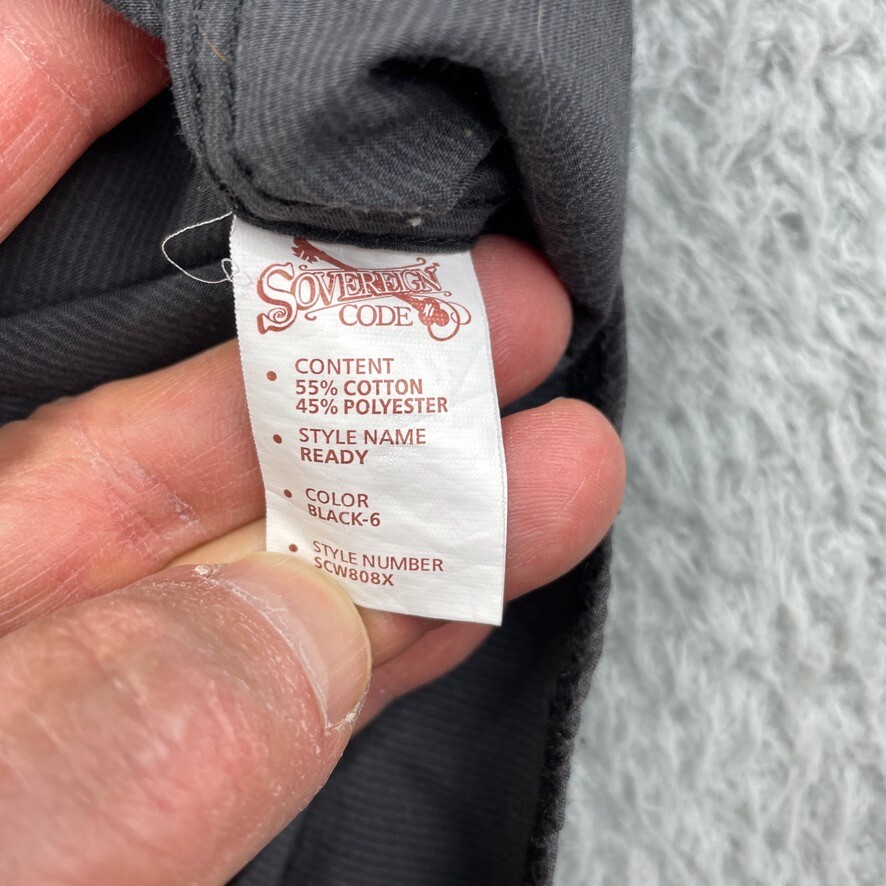 SOVEREIGN
CODE
• CONTENT
55% COTTON
45% POLYESTER
• STYLE NAME
READY
• COLOR
BLACK-6
• STYLE NUMBER
SCW808X